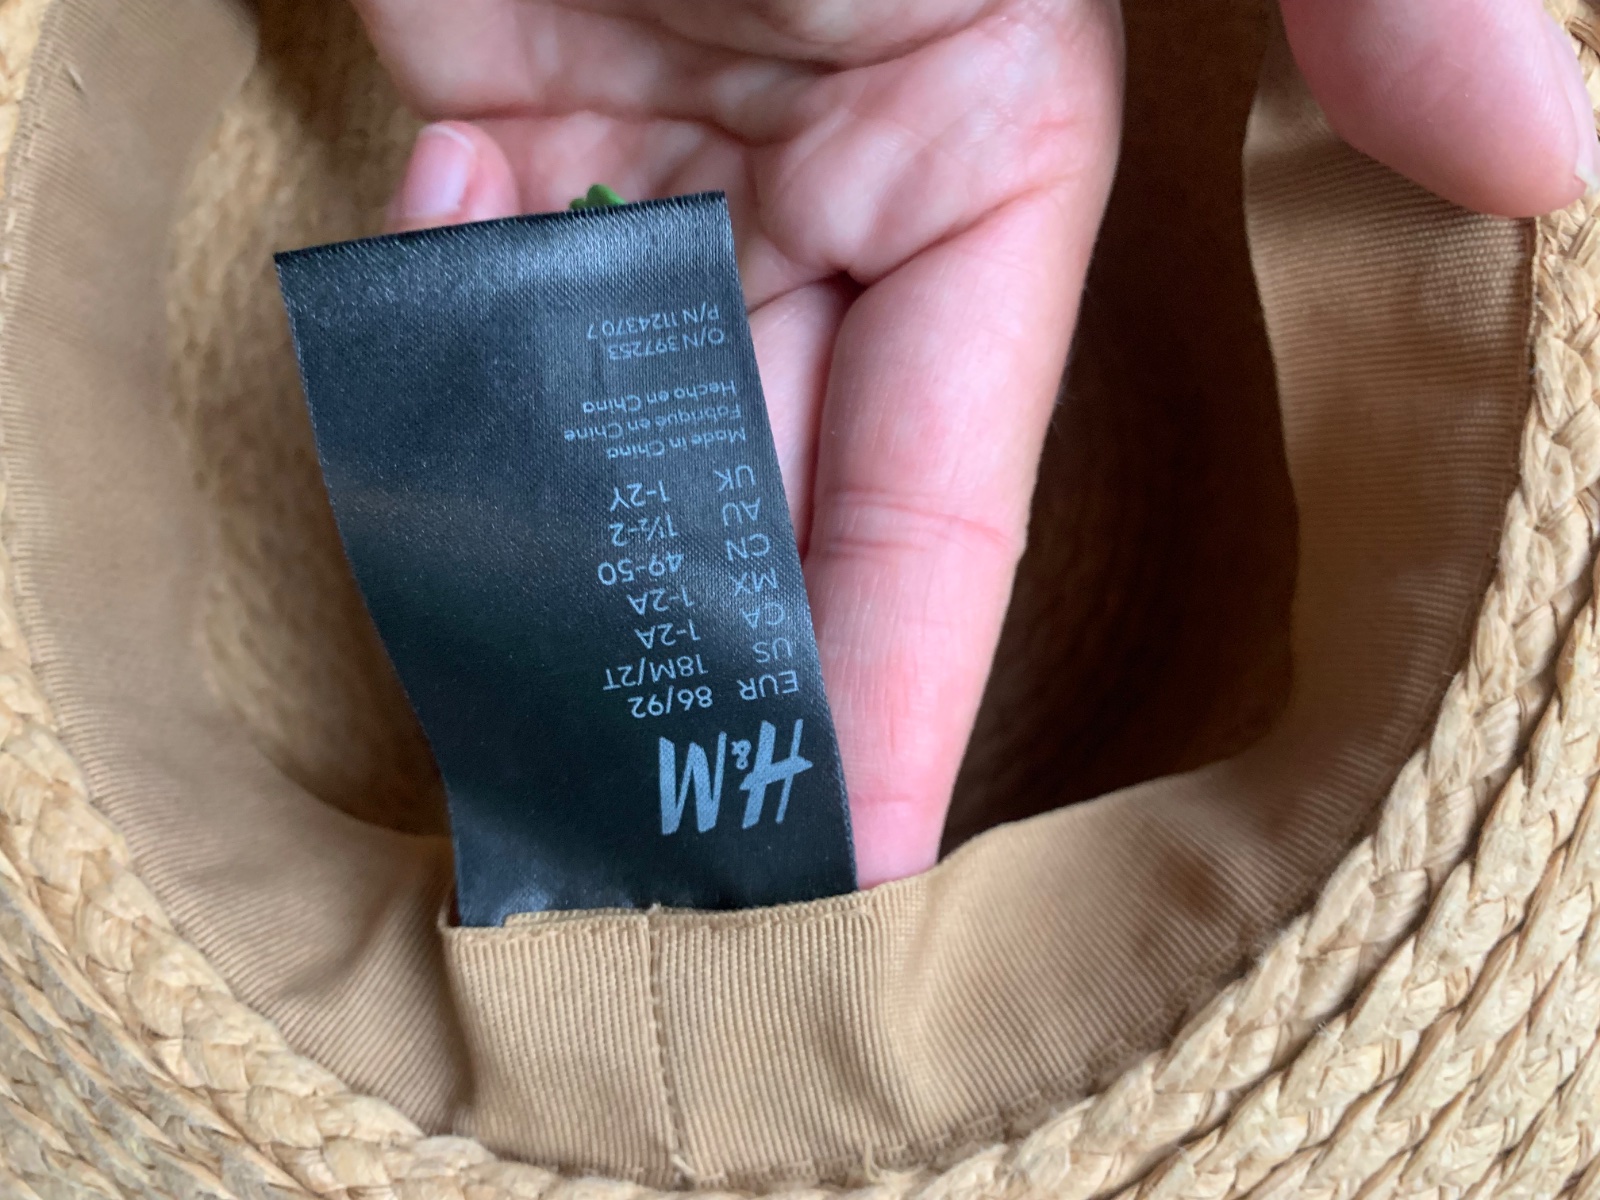 H&M
EUR 86/92
US 18M/2T
CA 1-2A
MX 1-2A
CN 49-50
AU 1½-2
UK 1-2Y
Made in China
Fabriqué en Chine
Hecho en China
O/N 397253
P/N 1124370 7